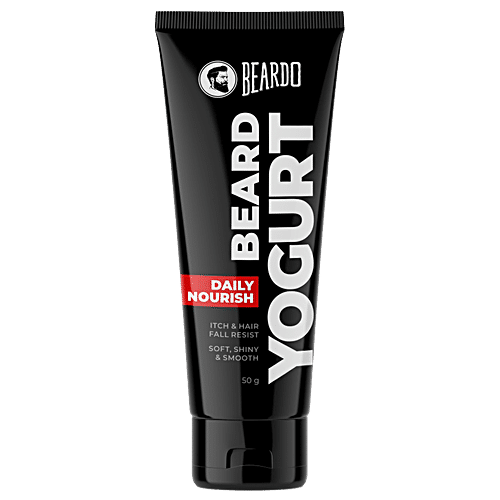 BEARDO
BEARD
YOGURT
DAILY
NOURISH
ITCH & HAIR
FALL RESIST
SOFT, SHINY
& SMOOTH
50 g